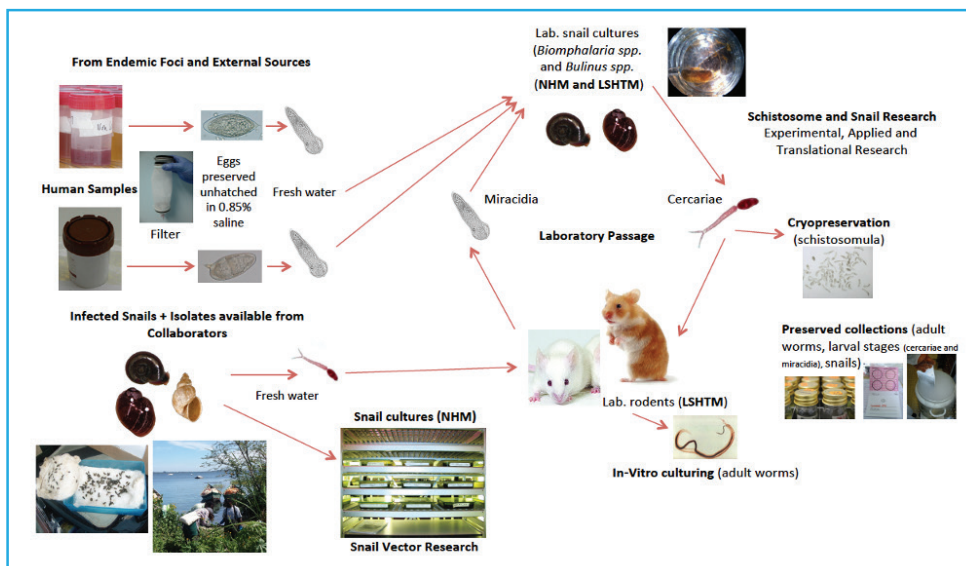 From Endemic Foci and External Sources
Human Samples
Filter
Eggs
preserved
unhatched
in 0.85%
saline
Fresh water
Lab. snail cultures
(Biomphalaria spp.
and Bulinus spp.
(NHM and LSHTM)
Schistosome and Snail Research
Experimental, Applied and
Translational Research
Miracidia
Cercariae
Laboratory Passage
Cryopreservation
(schistosomula)
Infected Snails + Isolates available from
Collaborators
Fresh water
Snail cultures (NHM)
Snail Vector Research
Lab. rodents (LSHTM)
In-Vitro culturing (adult worms)
Preserved collections (adult
worms, larval stages (cercariae and
miracidia), snails)